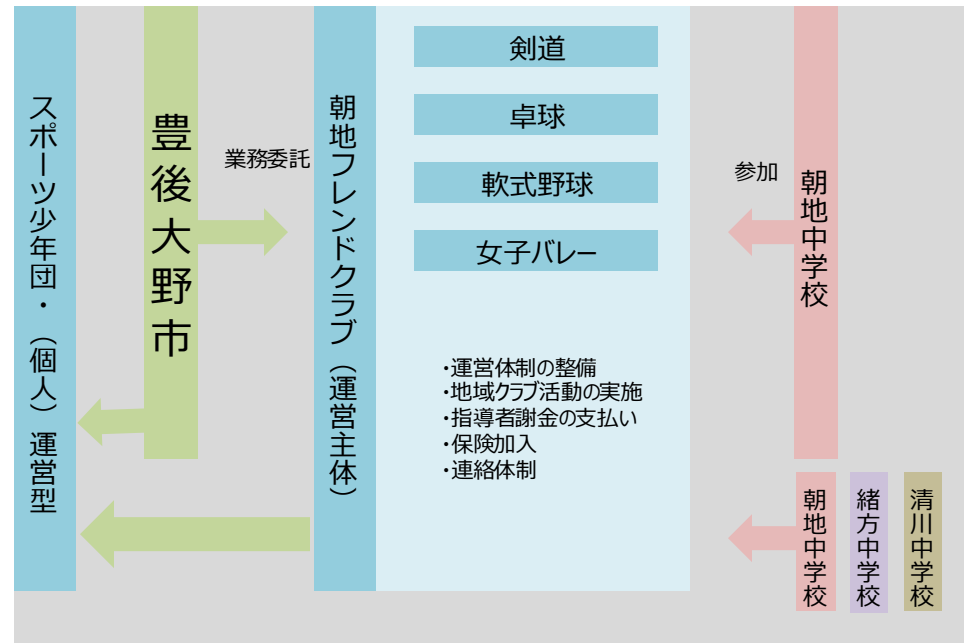 スポーツ少年団・（個人）運営型
豊後大野市
業務委託
朝地フレンドクラブ（運営主体）
剣道
卓球
軟式野球
女子バレー
・運営体制の整備
・地域クラブ活動の実施
・指導者謝金の支払い
・保険加入
・連絡体制
参加
朝地中学校
朝地中学校
緒方中学校
清川中学校